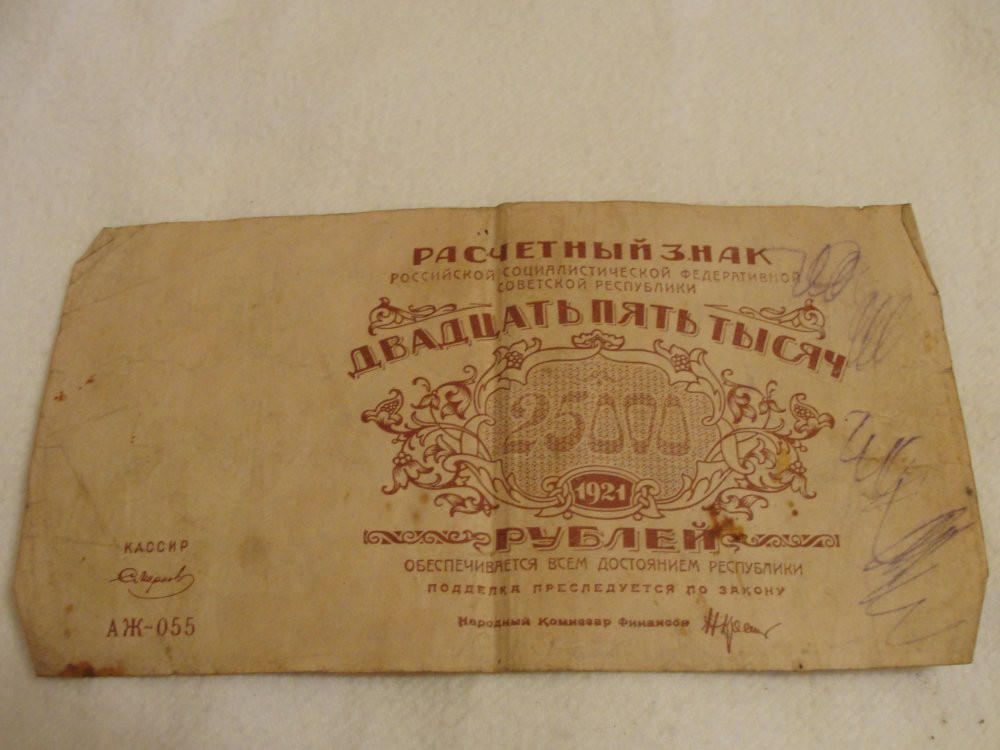 РАСЧЕТНЫЙ ЗНАК
РОССИЙСКОЙ СОЦИАЛИСТИЧЕСКОЙ ФЕДЕРАТИВНОЙ
СОВЕТСКОЙ РЕСПУБЛИКИ
ДВАДЦАТЬ ПЯТЬ ТЫСЯЧ
25000
1921
РУБЛЕЙ
ОБЕСПЕЧИВАЕТСЯ ВСЕМ ДОСТОЯНИЕМ РЕСПУБЛИКИ
ПОДДЕЛКА ПРЕСЛЕДУЕТСЯ ПО ЗАКОНУ
Народный Комиссар Финансов
КАССИР
АЖ-055